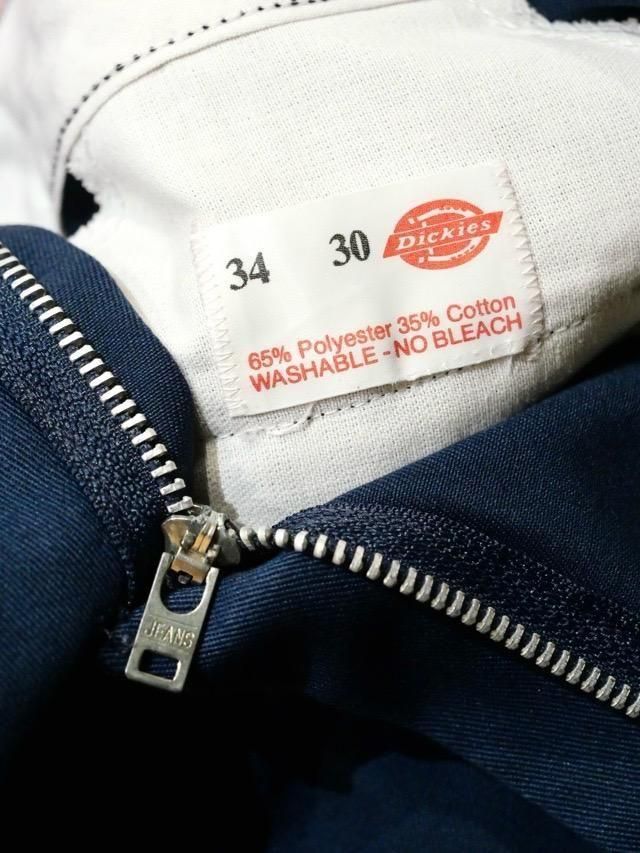 34 30 Dickies
65% Polyester 35% Cotton
WASHABLE - NO BLEACH
JEANS